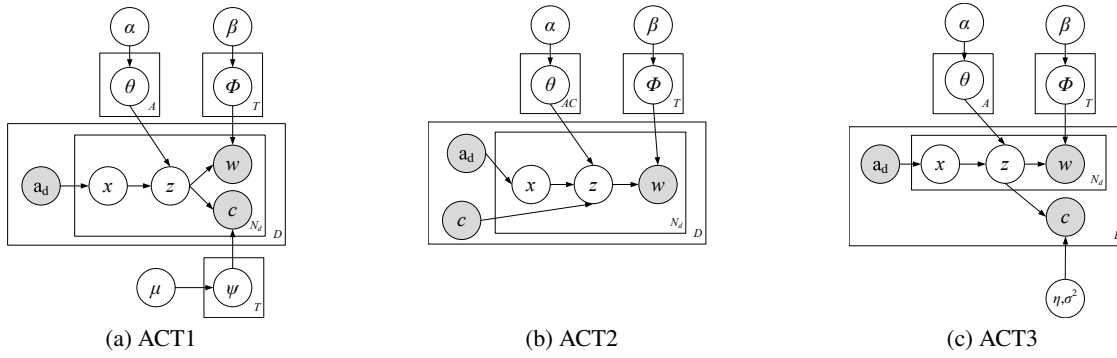 α β
θ Φ
A T
a_d x z w
c
N_d D
μ ψ
T
(a) ACT1
α β
θ Φ
AC T
a_d
x z w
c
N_d D
(b) ACT2
α β
θ Φ
A T
a_d x z w
N_d
c
η,σ²
(c) ACT3